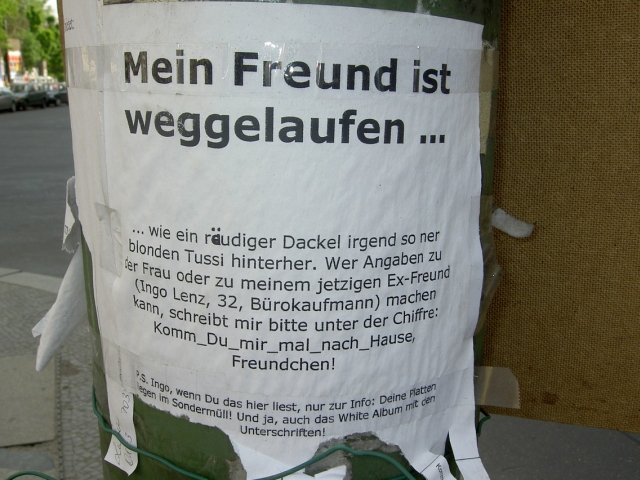 Mein Freund ist
weggelaufen ...
... wie ein räudiger Dackel irgend so ner
blonden Tussi hinterher. Wer Angaben zu
der Frau oder zu meinem jetzigen Ex-Freund
(Ingo Lenz, 32, Bürokaufmann) machen
kann, schreibt mir bitte unter der Chiffre:
Komm_Du_mir_mal_nach_Hause,
Freundchen!
P.S. Ingo, wenn Du das hier liest, nur zur Info: Deine Platten
liegen im Sondermüll! Und ja, auch das White Album mit den
Unterschriften!